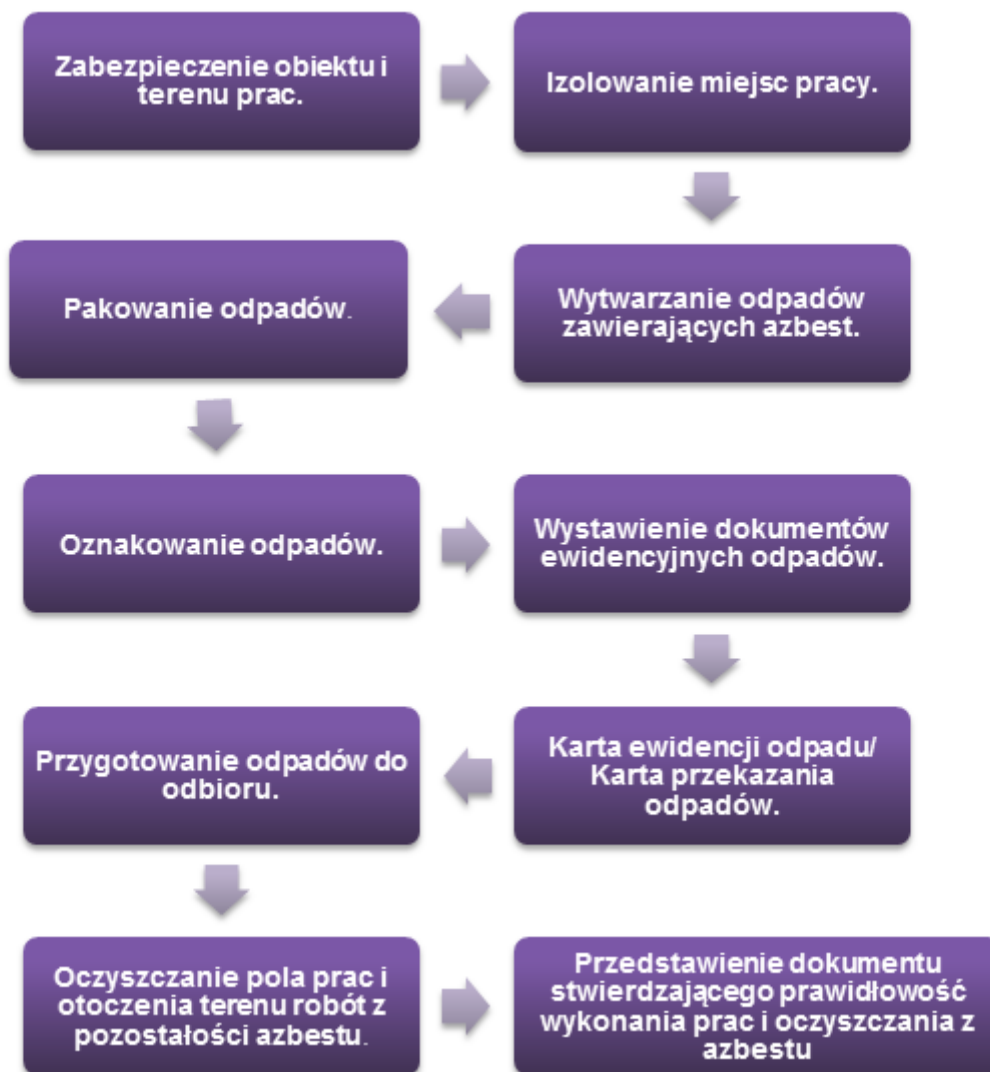 Zabezpieczenie obiektu i
terenu prac.
Izolowanie miejsc pracy.
Wytwarzanie odpadów
zawierających azbest.
Pakowanie odpadów.
Oznakowanie odpadów.
Wystawienie dokumentów
ewidencyjnych odpadów.
Karta ewidencji odpadu/
Karta przekazania
odpadów.
Przygotowanie odpadów do
odbioru.
Oczyszczanie pola prac i
otoczenia terenu robót z
pozostałości azbestu.
Przedstawienie dokumentu
stwierdzającego prawidłowość
wykonania prac i oczyszczania z
azbestu